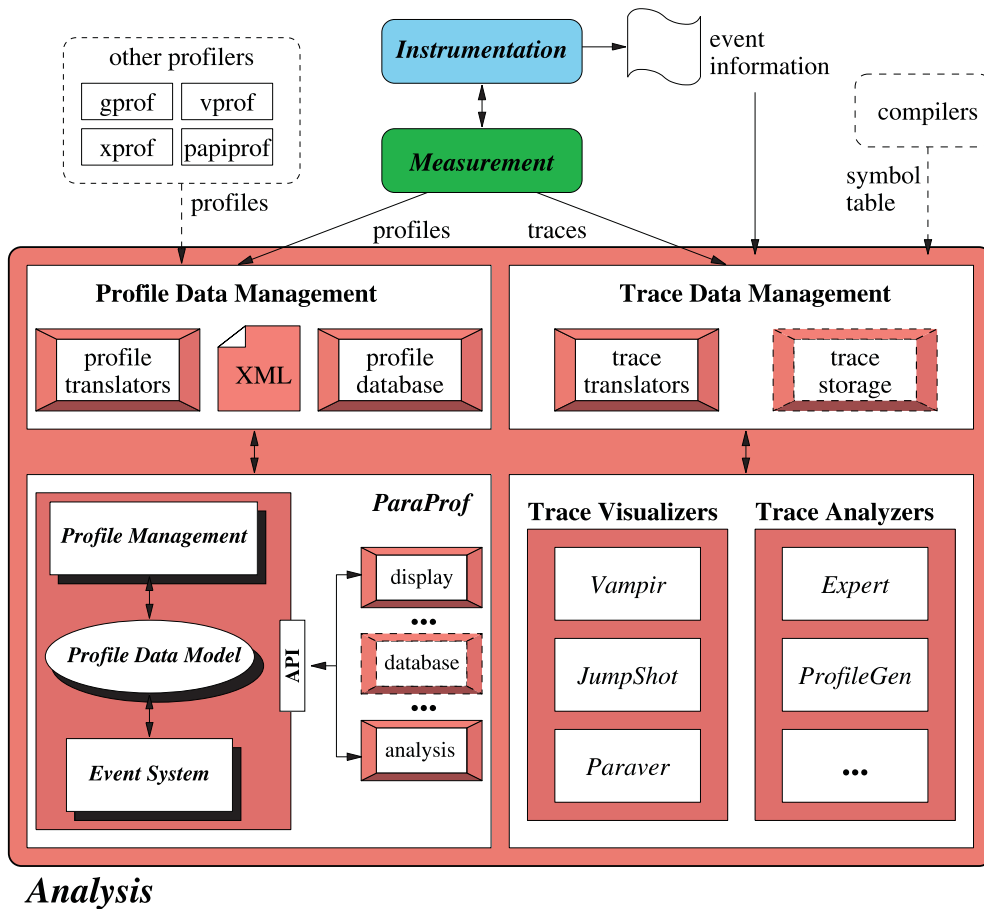 other profilers
gprof
vprof
xprof
papiprof
profiles
Instrumentation
event
information
Measurement
compilers
symbol
table
profiles
traces
Profile Data Management
profile
translators
XML
profile
database
Trace Data Management
trace
translators
trace
storage
ParaProf
Profile Management
Profile Data Model
Event System
API
display
...
database
...
analysis
Trace Visualizers
Vampir
JumpShot
Paraver
Trace Analyzers
Expert
ProfileGen
...
Analysis